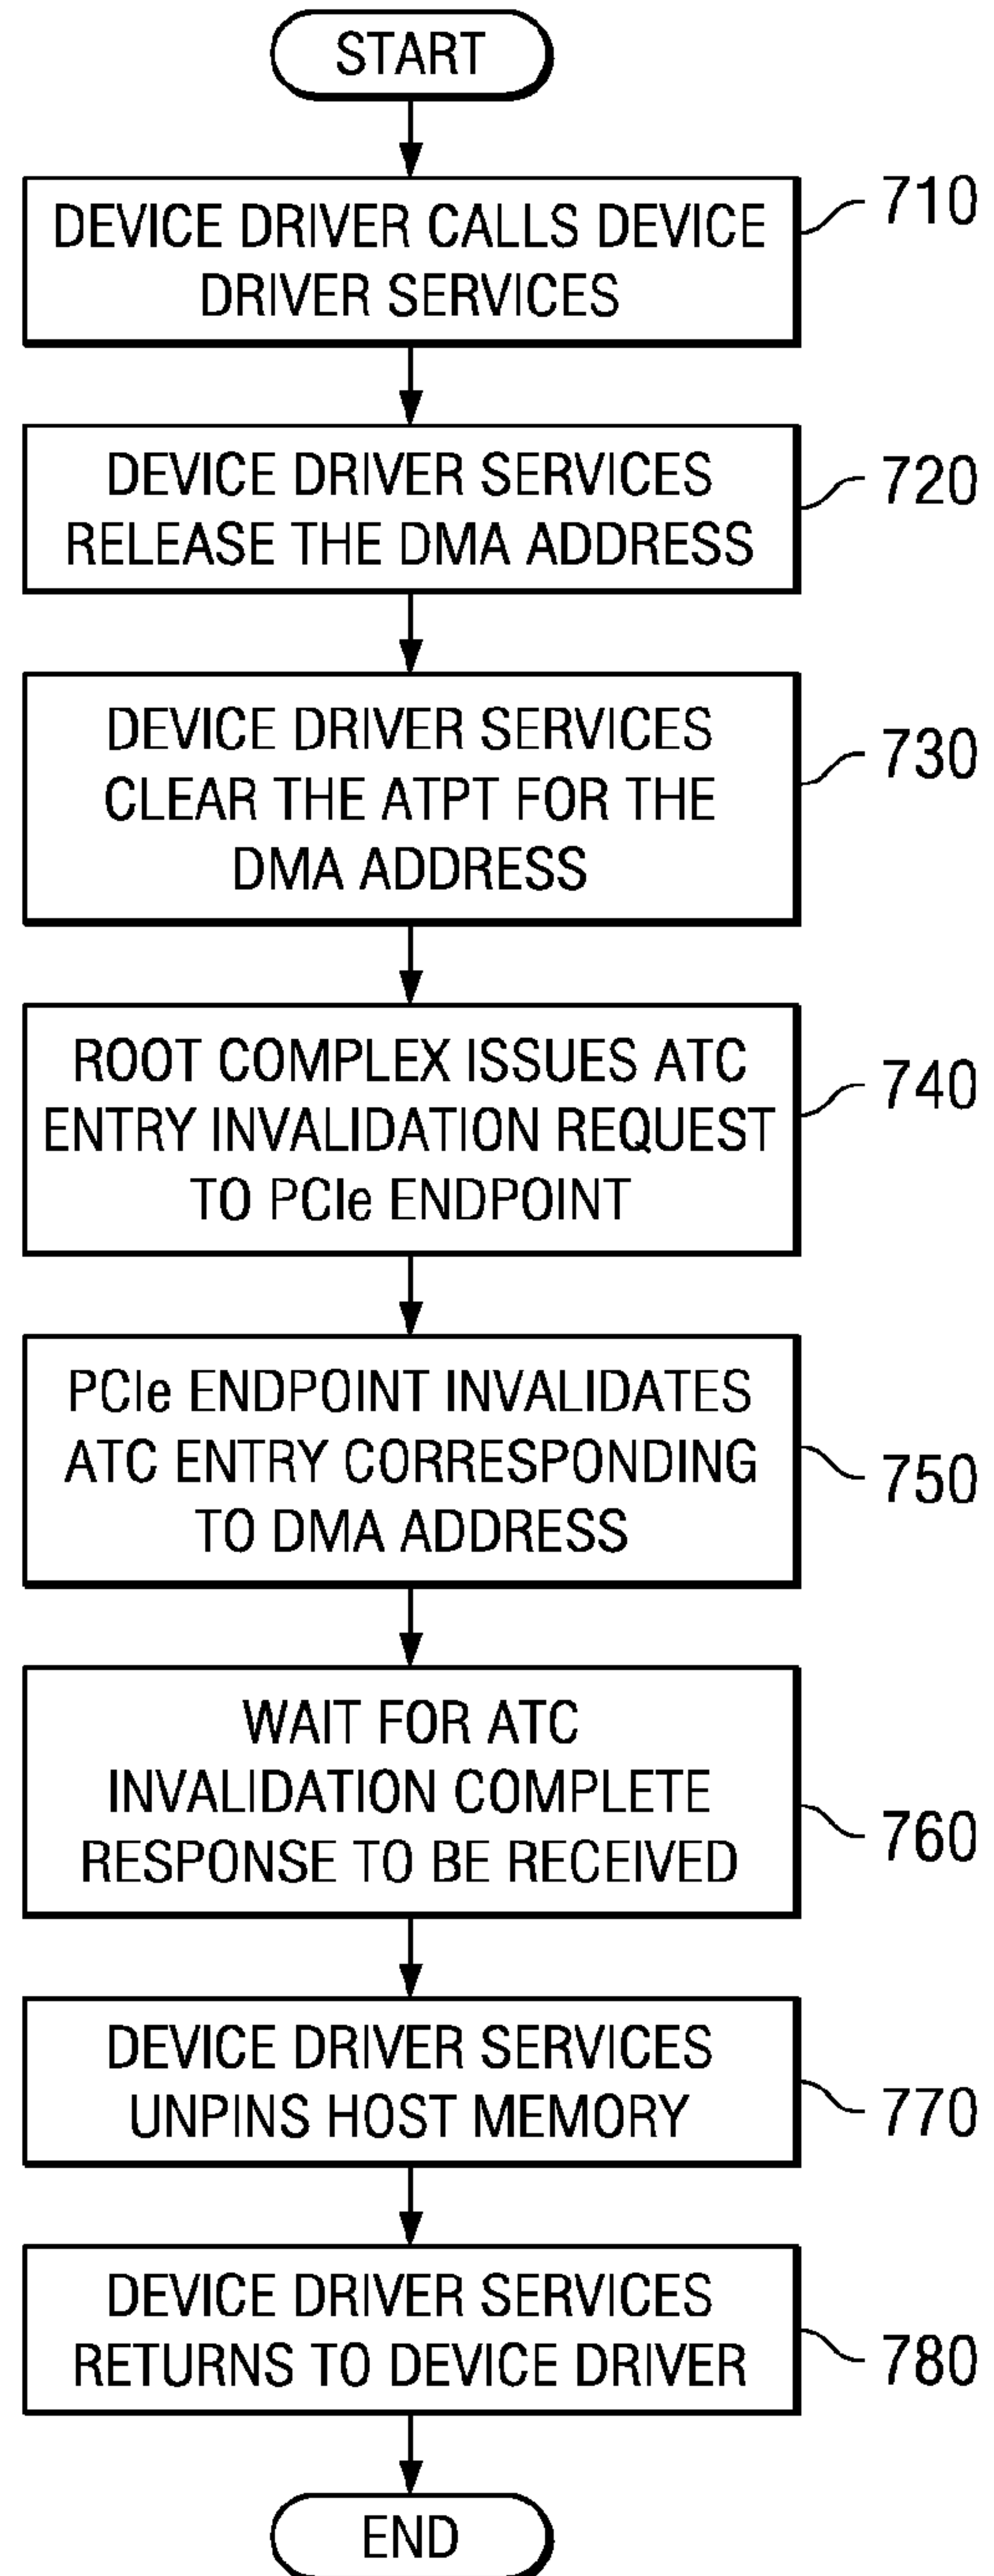 START
DEVICE DRIVER CALLS DEVICE
DRIVER SERVICES
710
DEVICE DRIVER SERVICES
RELEASE THE DMA ADDRESS
720
DEVICE DRIVER SERVICES
CLEAR THE ATPT FOR THE
DMA ADDRESS
730
ROOT COMPLEX ISSUES ATC
ENTRY INVALIDATION REQUEST
TO PCIe ENDPOINT
740
PCIe ENDPOINT INVALIDATES
ATC ENTRY CORRESPONDING
TO DMA ADDRESS
750
WAIT FOR ATC
INVALIDATION COMPLETE
RESPONSE TO BE RECEIVED
760
DEVICE DRIVER SERVICES
UNPINS HOST MEMORY
770
DEVICE DRIVER SERVICES
RETURNS TO DEVICE DRIVER
780
END